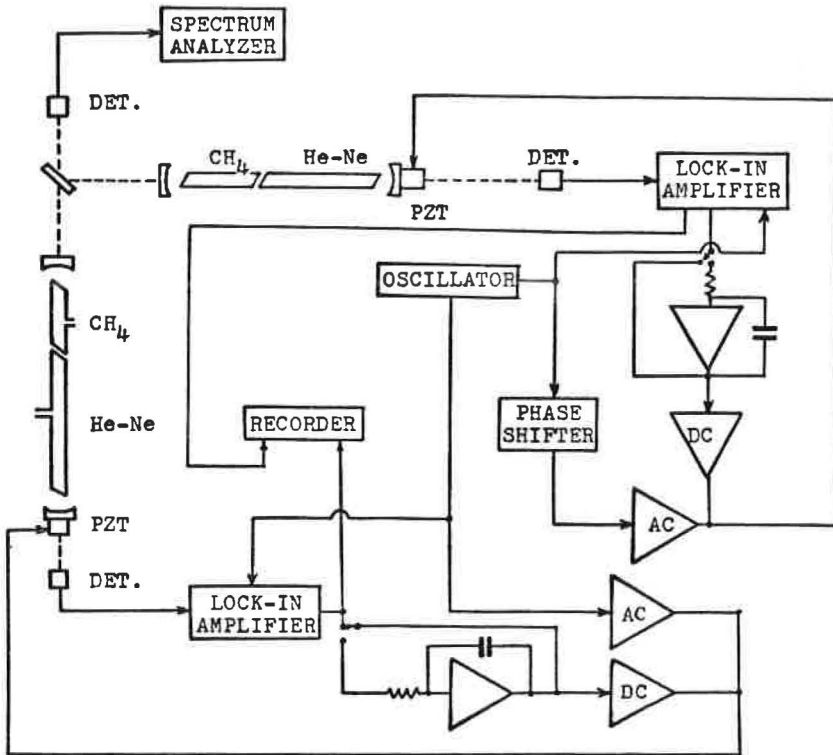 SPECTRUM
ANALYZER
DET.
CH4
He-Ne
DET.
LOCK-IN
AMPLIFIER
PZT
OSCILLATOR
CH4
He-Ne
RECORDER
PHASE
SHIFTER
DC
PZT
AC
DET.
LOCK-IN
AMPLIFIER
AC
DC